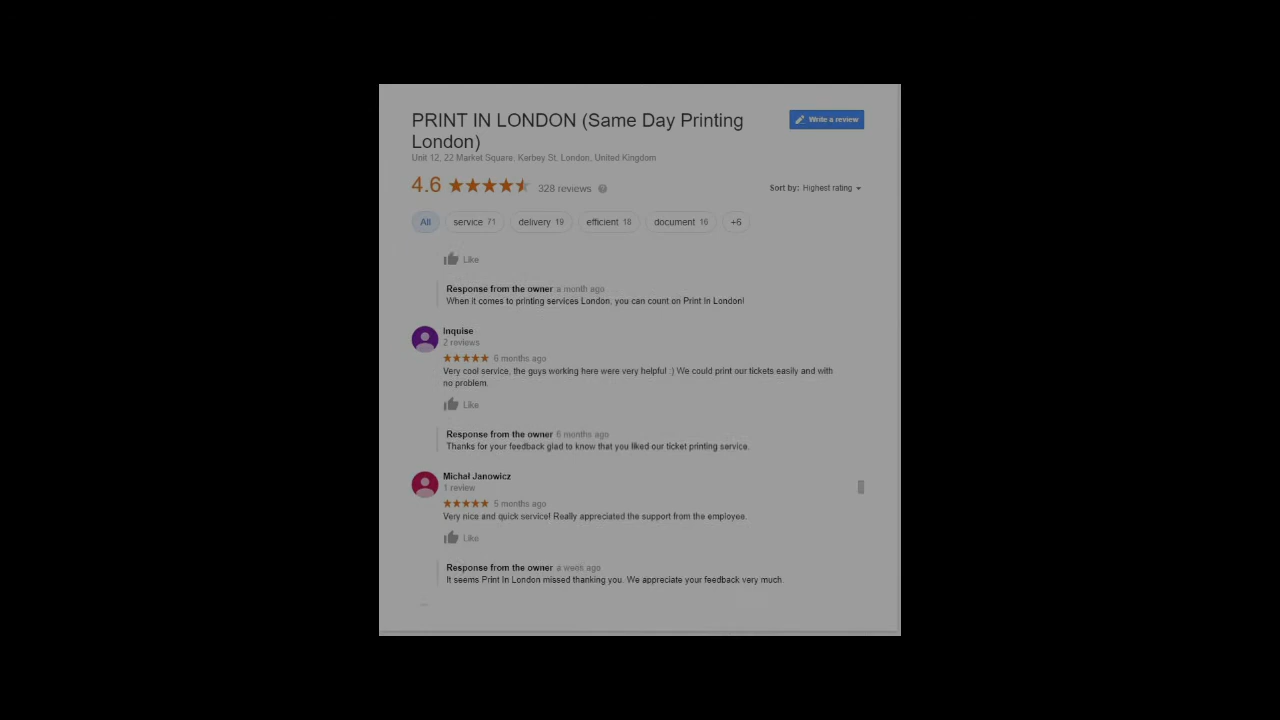 PRINT IN LONDON (Same Day Printing
London)
Write a review
Unit 12, 22 Market Square, Kerbey St, London, United Kingdom
4.6 328 reviews
Sort by: Highest rating
All service 71 delivery 19 efficient 18 document 16 +6
Like
Response from the owner a month ago
When it comes to printing services London, you can count on Print In London!
Inquise
2 reviews
6 months ago
Very cool service, the guys working here were very helpful :) We could print our tickets easily and with
no problem.
Like
Response from the owner 6 months ago
Thanks for your feedback glad to know that you liked our ticket printing service.
Michał Janowicz
1 review
5 months ago
Very nice and quick service! Really appreciated the support from the employee.
Like
Response from the owner a week ago
It seems Print In London missed thanking you. We appreciate your feedback very much.